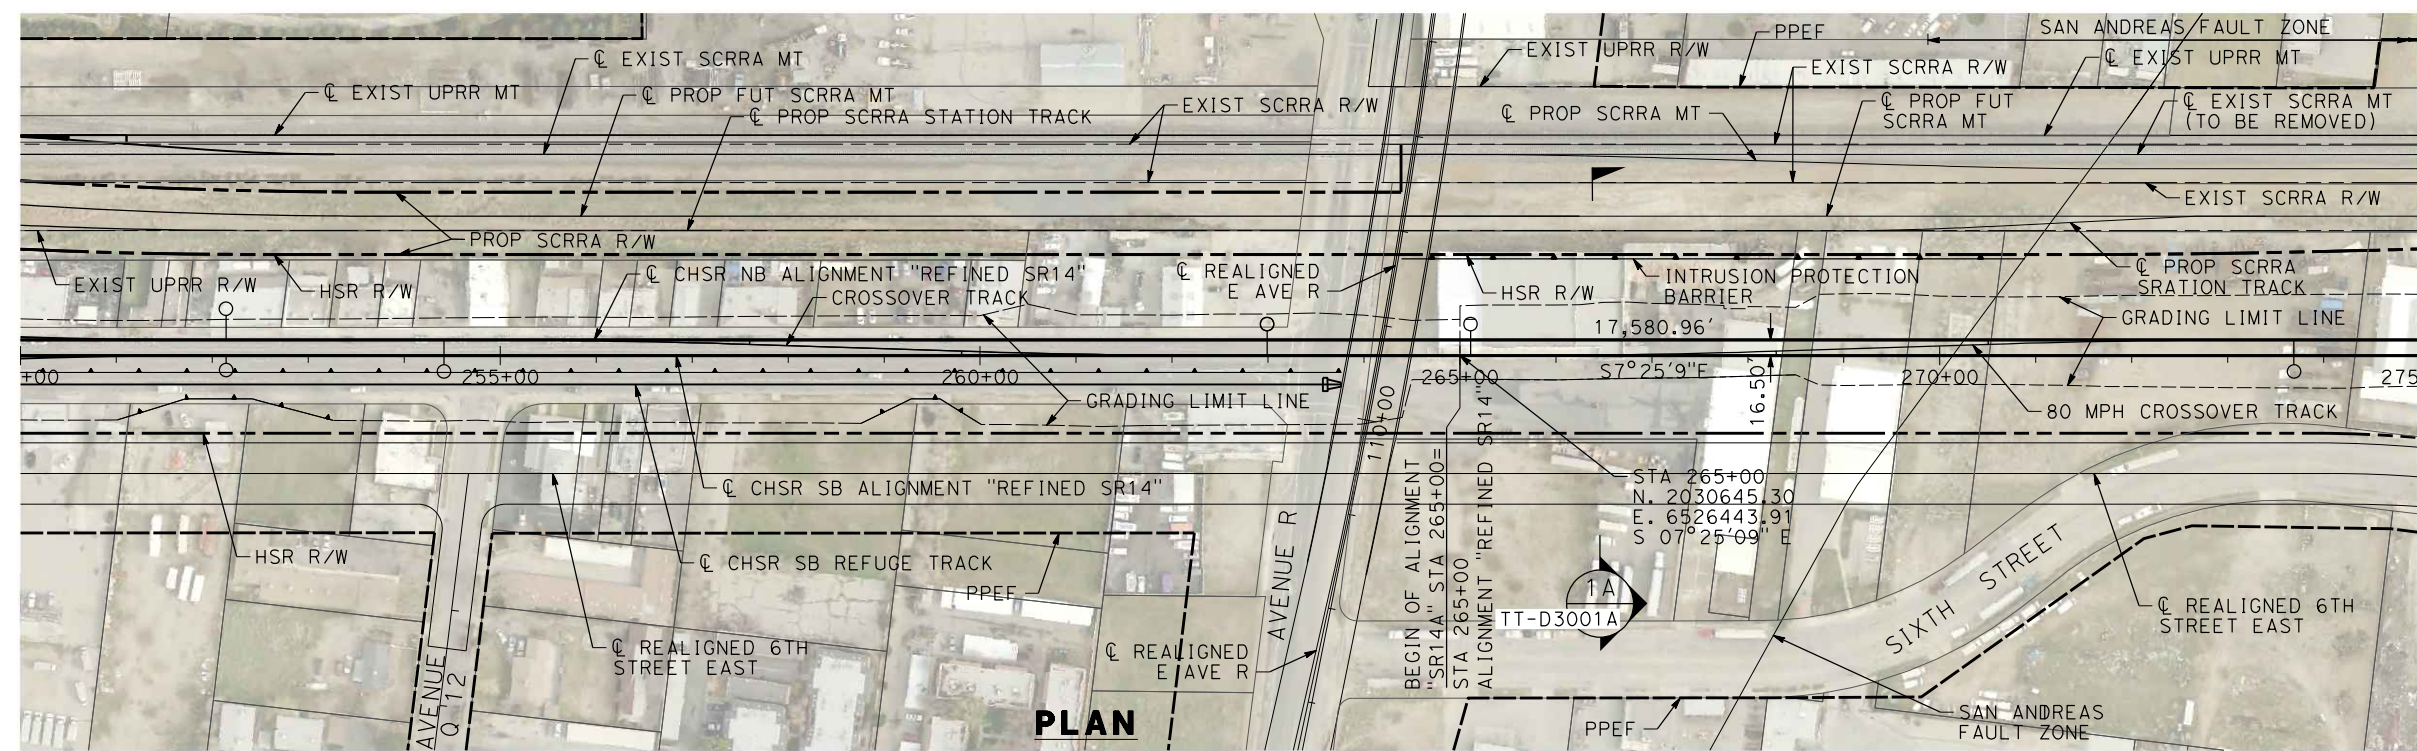 SAN ANDREAS FAULT ZONE
PPEF
EXIST UPRR R/W
℄ EXIST SCRRA MT
℄ EXIST UPRR MT
EXIST SCRRA R/W
℄ EXIST UPRR MT
℄ PROP FUT SCRRA MT
EXIST SCRRA R/W
℄ PROP FUT
SCRRA MT
℄ EXIST SCRRA MT
(TO BE REMOVED)
℄ PROP SCRRA STATION TRACK
℄ PROP SCRRA MT
EXIST SCRRA R/W
PROP SCRRA R/W
EXIST UPRR R/W
HSR R/W
℄ CHSR NB ALIGNMENT "REFINED SR14"
CROSSOVER TRACK
℄ REALIGNED
E AVE R
HSR R/W
INTRUSION PROTECTION
BARRIER
℄ PROP SCRRA
SRATION TRACK
GRADING LIMIT LINE
17,580.96'
S7°25'9"E
16.50'
+00
255+00
260+00
265+00
270+00
275
110+00
GRADING LIMIT LINE
80 MPH CROSSOVER TRACK
℄ CHSR SB ALIGNMENT "REFINED SR14"
STA 265+00
N. 2030645.30
E. 6526443.91
S 07°25'09" E
HSR R/W
℄ CHSR SB REFUGE TRACK
PPEF
AVENUE R
BEGIN OF ALIGNMENT
"SR14A" STA 265+00=
STA 265+00
ALIGNMENT "REFINED SR14"
1A
TT-D3001A
SIXTH STREET
℄ REALIGNED 6TH
STREET EAST
℄ REALIGNED 6TH
STREET EAST
℄ REALIGNED
E AVE R
AVENUE
Q 12
PPEF
SAN ANDREAS
FAULT ZONE
PLAN